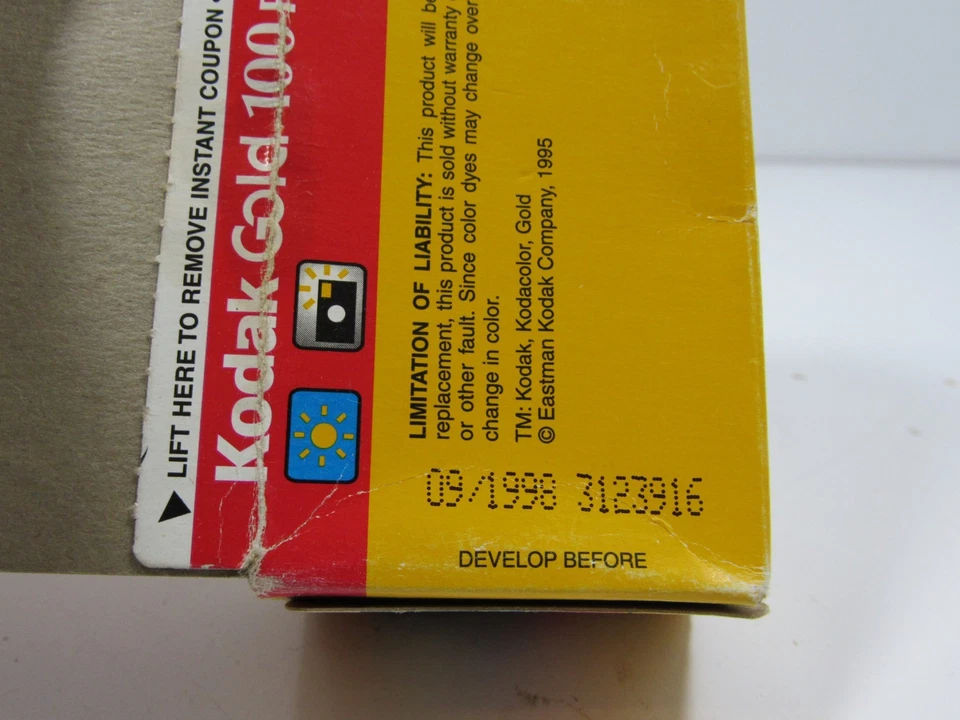 ▶ LIFT HERE TO REMOVE INSTANT COUPON
Kodak Gold 100
LIMITATION OF LIABILITY: This product will be
replacement, this product is sold without warranty
or other fault. Since color dyes may change over
change in color.
TM: Kodak, Kodacolor, Gold
© Eastman Kodak Company, 1995
09/1998 3123916
DEVELOP BEFORE